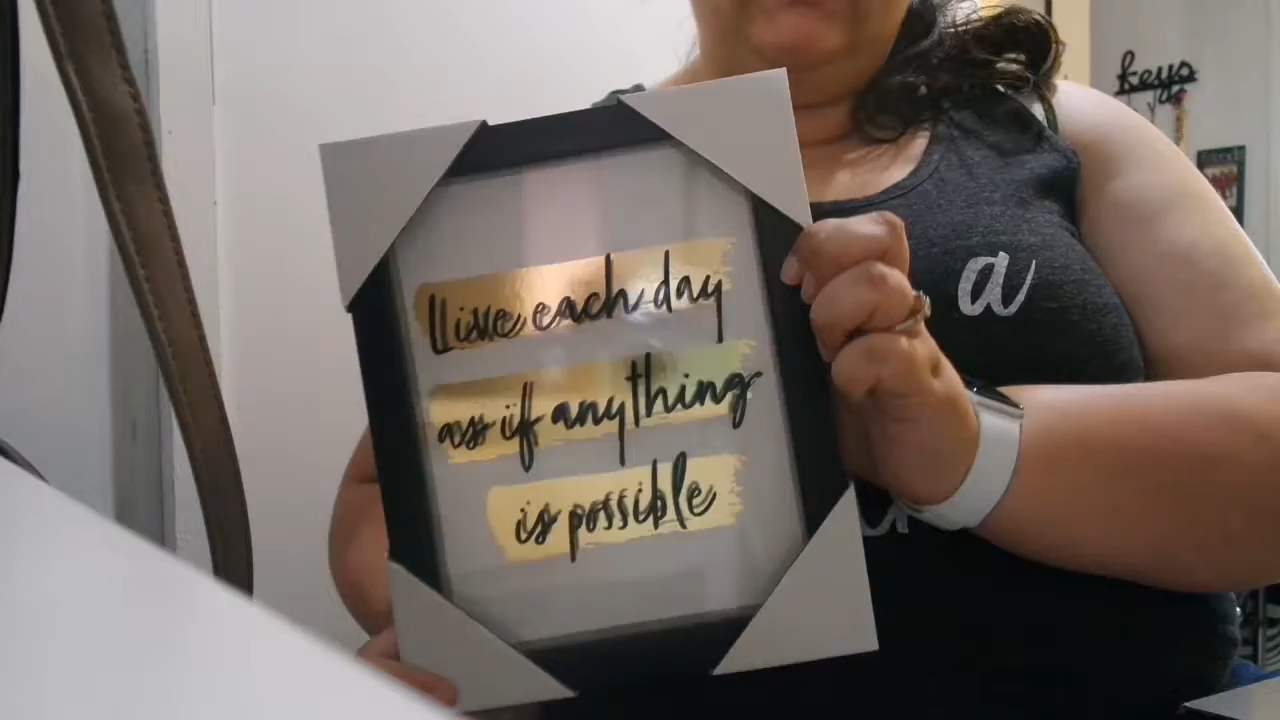 Live each day
as if anything
is possible
a
keys